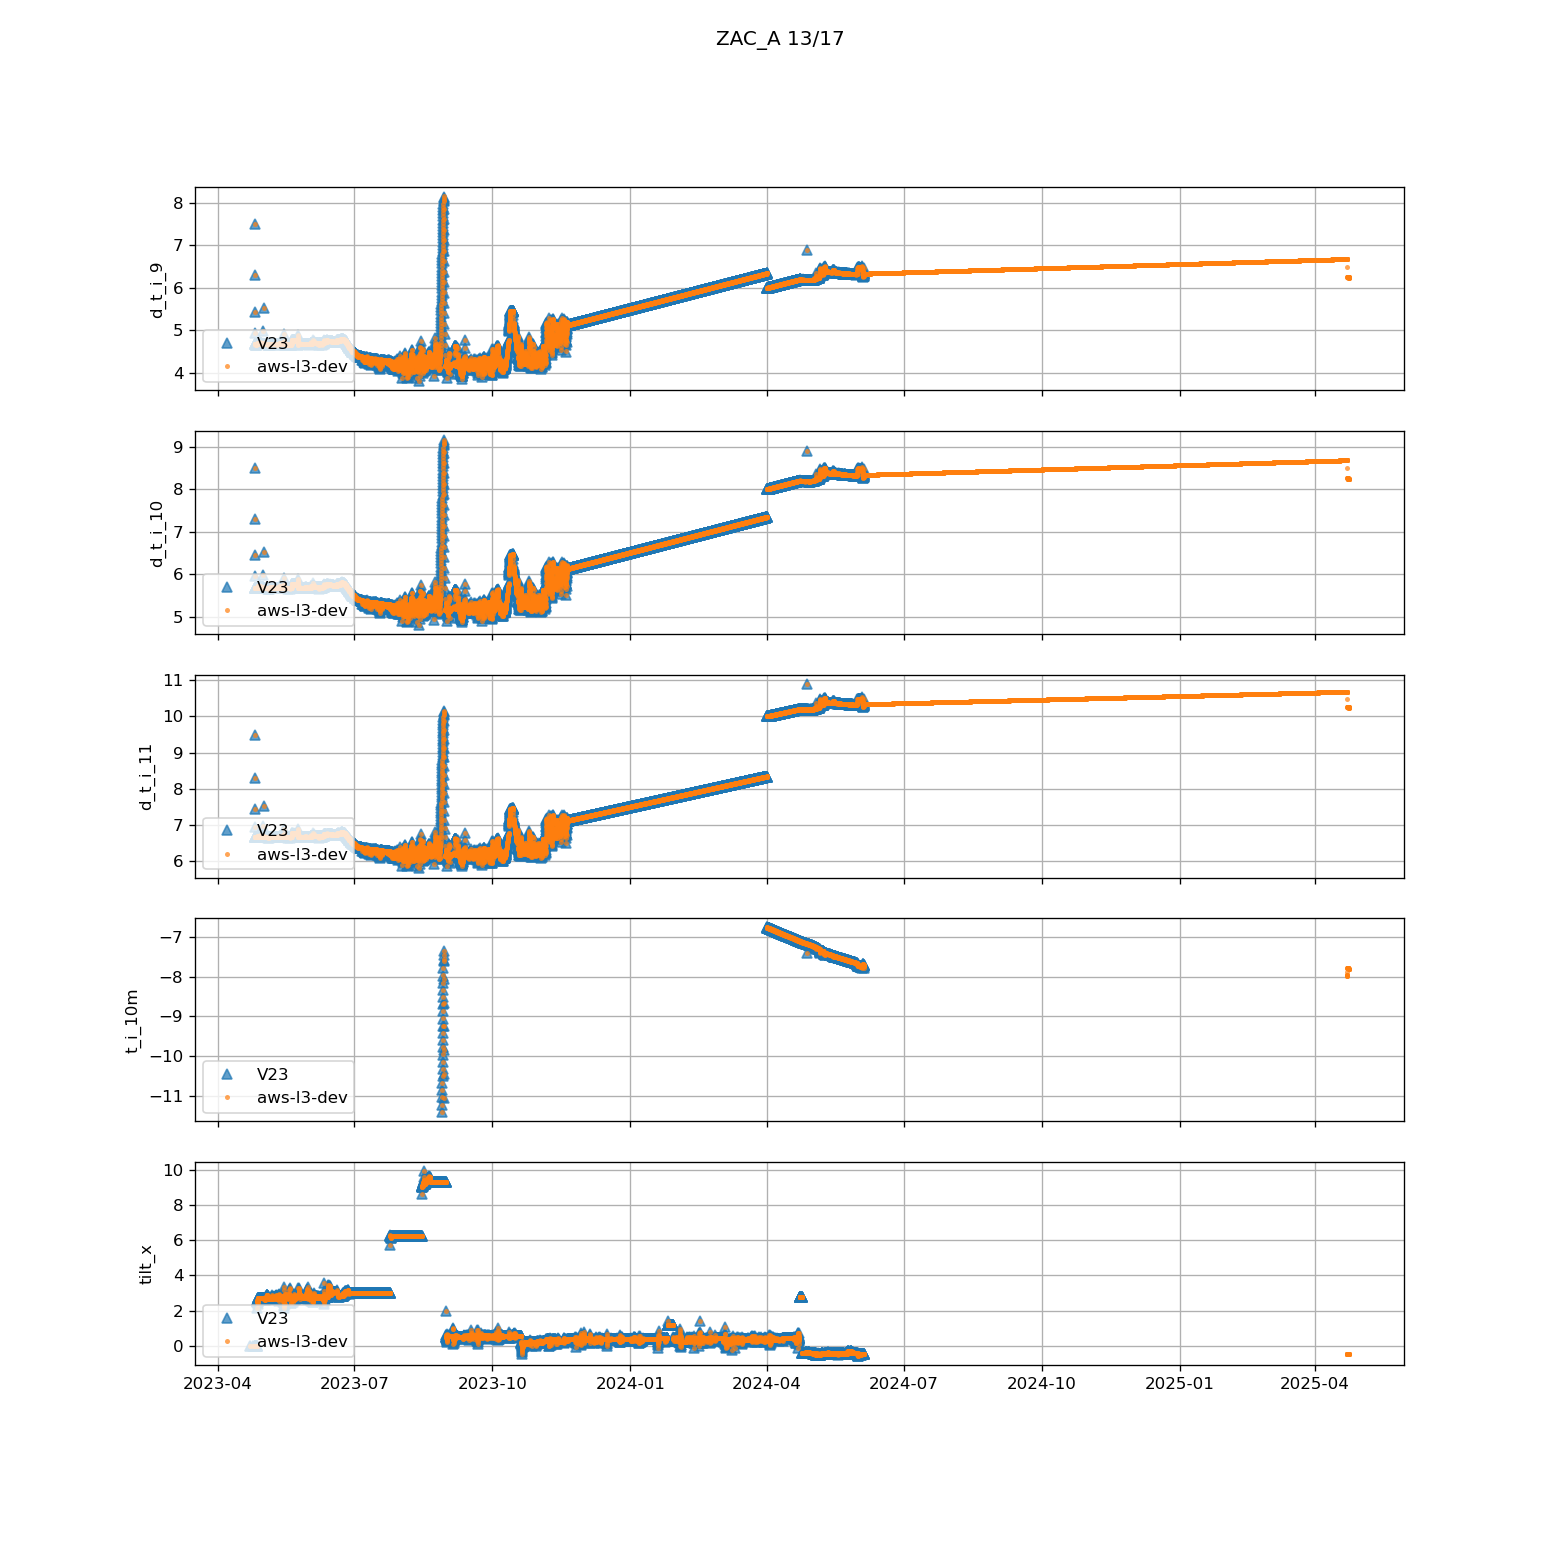 ZAC_A 13/17
d_t_i_9
8
7
6
5
4
V23
aws-l3-dev
d_t_i_10
9
8
7
6
5
V23
aws-l3-dev
d_t_i_11
11
10
9
8
7
6
V23
aws-l3-dev
t_i_10m
−7
−8
−9
−10
−11
V23
aws-l3-dev
tilt_x
10
8
6
4
2
0
V23
aws-l3-dev
2023-04 2023-07 2023-10 2024-01 2024-04 2024-07 2024-10 2025-01 2025-04